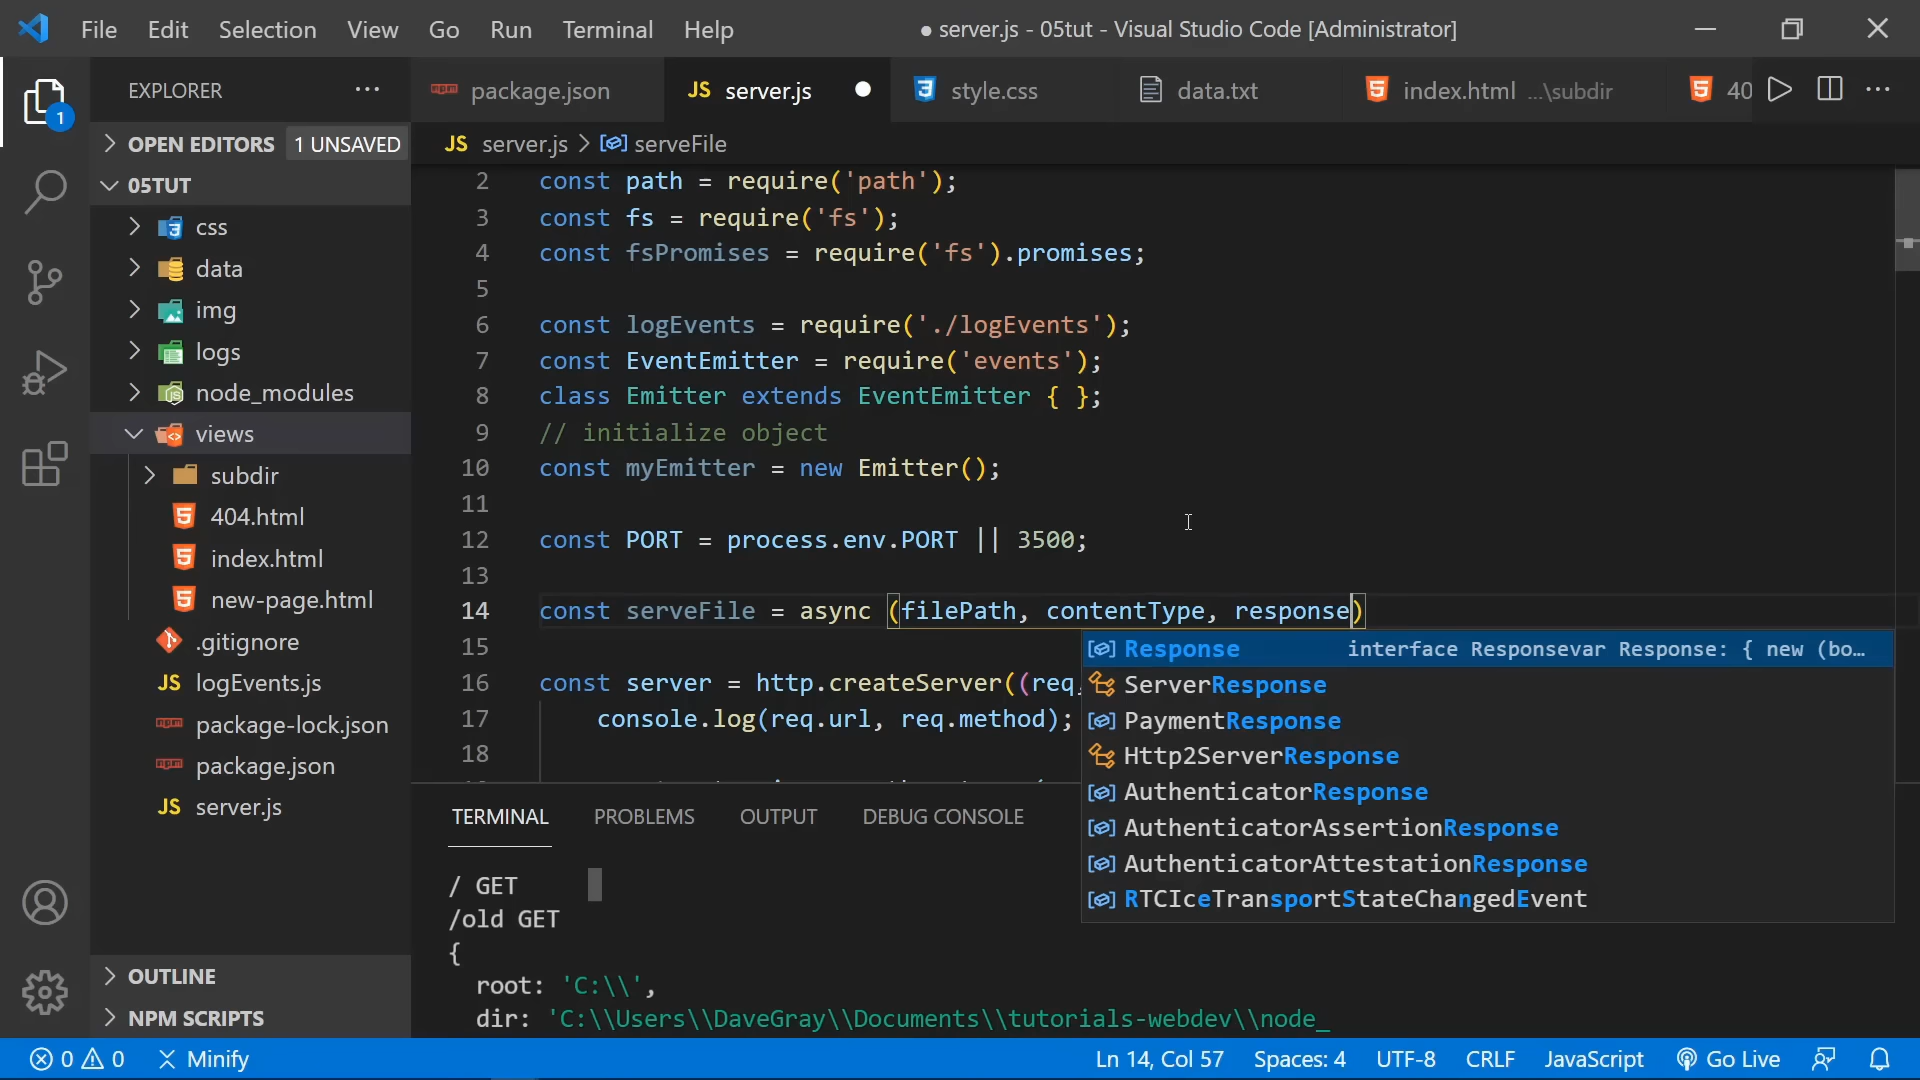 File Edit Selection View Go Run Terminal Help
● server.js - 05tut - Visual Studio Code [Administrator]
EXPLORER
package.json
JS server.js
style.css
data.txt
index.html ...\subdir
40
1
OPEN EDITORS 1 UNSAVED
05TUT
css
data
img
logs
node_modules
views
subdir
404.html
index.html
new-page.html
.gitignore
JS logEvents.js
package-lock.json
package.json
JS server.js
OUTLINE
NPM SCRIPTS
JS server.js > serveFile
2 const path = require('path');
3 const fs = require('fs');
4 const fsPromises = require('fs').promises;
5
6 const logEvents = require('./logEvents');
7 const EventEmitter = require('events');
8 class Emitter extends EventEmitter { };
9 // initialize object
10 const myEmitter = new Emitter();
11
12 const PORT = process.env.PORT || 3500;
13
14 const serveFile = async (filePath, contentType, response)
15
16 const server = http.createServer((req,
17 console.log(req.url, req.method);
18
Response interface Responsevar Response: { new (bo…
ServerResponse
PaymentResponse
Http2ServerResponse
AuthenticatorResponse
AuthenticatorAssertionResponse
AuthenticatorAttestationResponse
RTCIceTransportStateChangedEvent
TERMINAL PROBLEMS OUTPUT DEBUG CONSOLE
/ GET
/old GET
{
root: 'C:\\',
dir: 'C:\\Users\\DaveGray\\Documents\\tutorials-webdev\\node_
0 0 Minify
Ln 14, Col 57 Spaces: 4 UTF-8 CRLF JavaScript Go Live